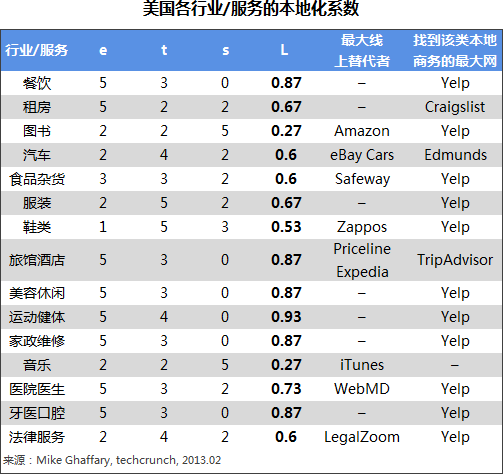 美国各行业/服务的本地化系数
行业/服务 e t s L 最大线上替代者 找到该类本地商务的最大网
餐饮 5 3 0 0.87 – Yelp
租房 5 2 2 0.67 – Craigslist
图书 2 2 5 0.27 Amazon Yelp
汽车 2 4 2 0.6 eBay Cars Edmunds
食品杂货 3 3 2 0.6 Safeway Yelp
服装 2 5 2 0.67 – Yelp
鞋类 1 5 3 0.53 Zappos Yelp
旅馆酒店 5 3 0 0.87 Priceline Expedia TripAdvisor
美容休闲 5 3 0 0.87 – Yelp
运动健体 5 4 0 0.93 – Yelp
家政维修 5 3 0 0.87 – Yelp
音乐 2 2 5 0.27 iTunes –
医院医生 5 3 2 0.73 WebMD Yelp
牙医口腔 5 3 0 0.87 – Yelp
法律服务 2 4 2 0.6 LegalZoom Yelp
来源：Mike Ghaffary, techcrunch, 2013.02